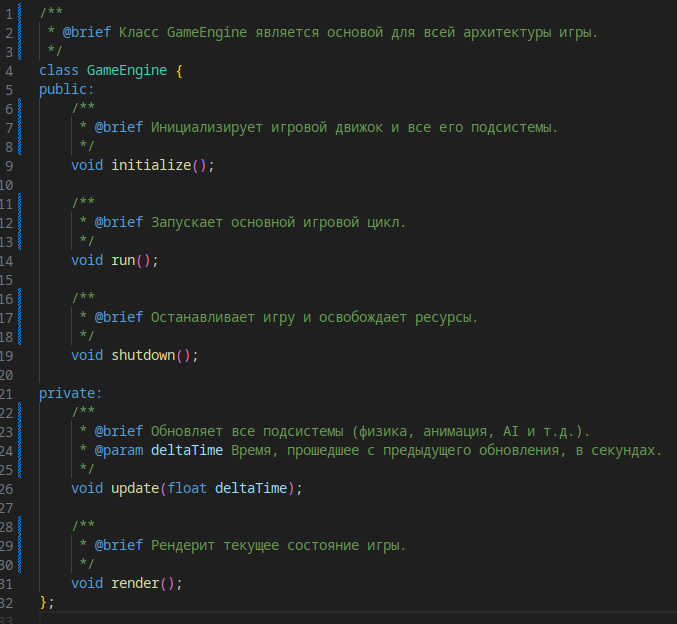 1 /**
2  * @brief Класс GameEngine является основой для всей архитектуры игры.
3  */
4 class GameEngine {
5 public:
6     /**
7      * @brief Инициализирует игровой движок и все его подсистемы.
8      */
9     void initialize();
10
11     /**
12      * @brief Запускает основной игровой цикл.
13      */
14     void run();
15
16     /**
17      * @brief Останавливает игру и освобождает ресурсы.
18      */
19     void shutdown();
20
21 private:
22     /**
23      * @brief Обновляет все подсистемы (физика, анимация, AI и т.д.).
24      * @param deltaTime Время, прошедшее с предыдущего обновления, в секундах.
25      */
26     void update(float deltaTime);
27
28     /**
29      * @brief Рендерит текущее состояние игры.
30      */
31     void render();
32 };
33